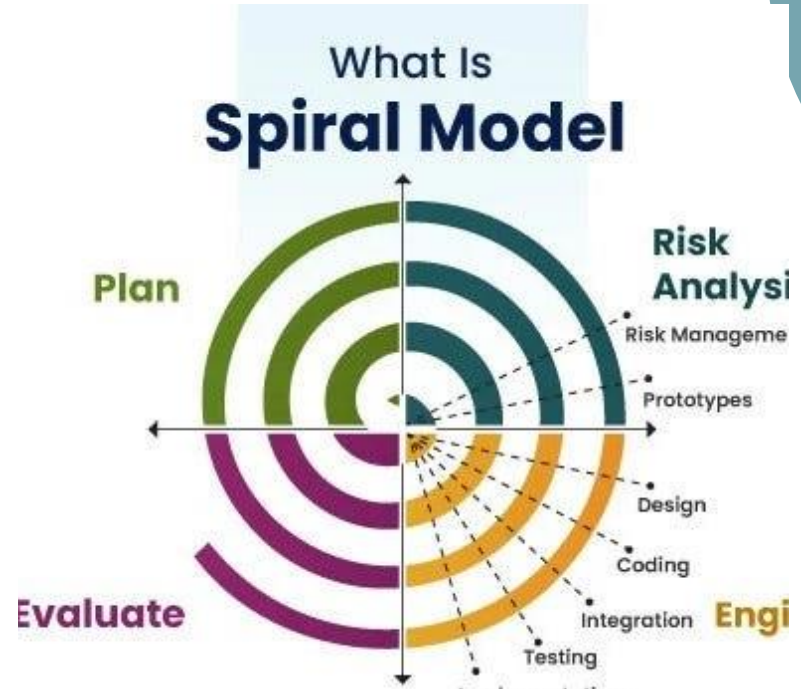 What Is
Spiral Model
Plan
Risk
Analysi
Risk Manageme
Prototypes
Design
Coding
Integration
Testing
Evaluate
Engi